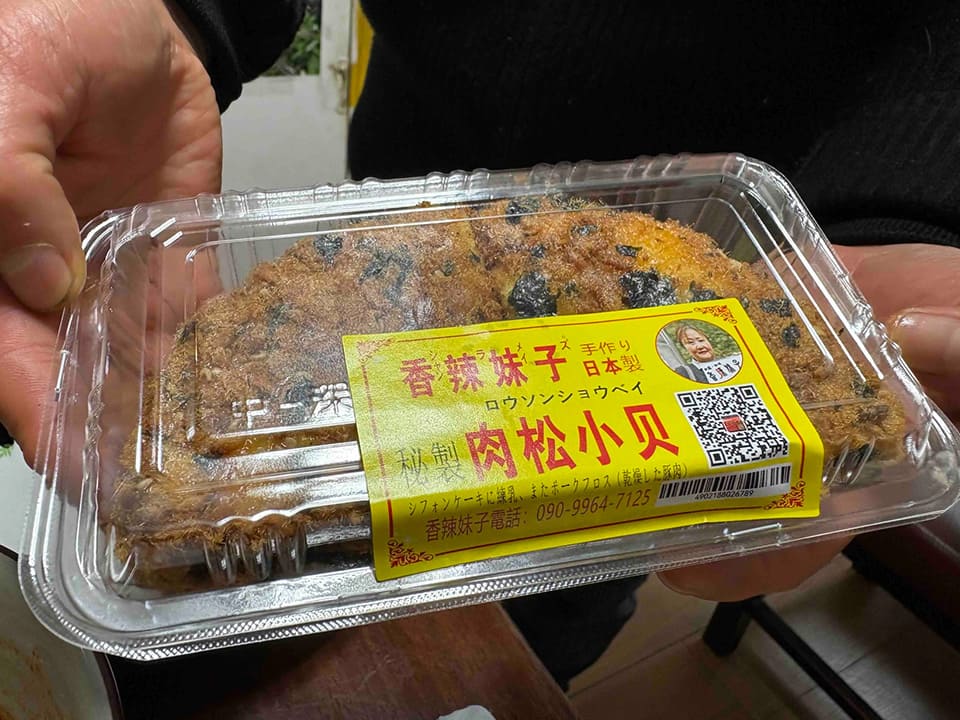 香辣妹子 手作り
日本製
ロウソンショウベイ
秘製 肉松小贝
シフォンケーキに練乳、またポークフロス（乾燥した豚肉）
香辣妹子電話：090-9964-7125
4902188026789